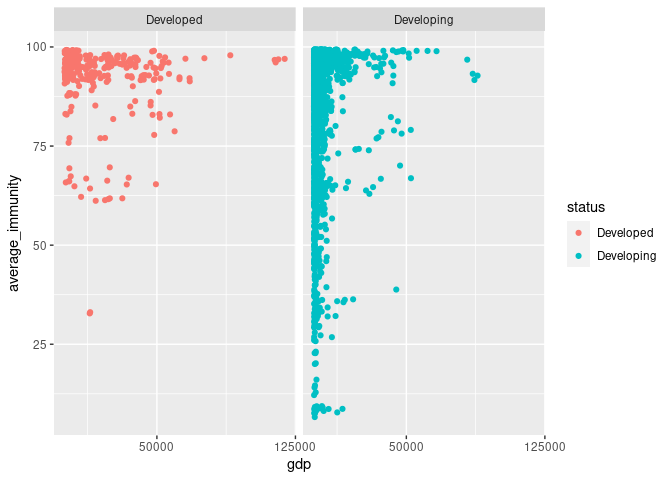 Developed Developing
100
75
50
25
50000 125000 50000 125000
gdp
average_immunity
status
Developed
Developing